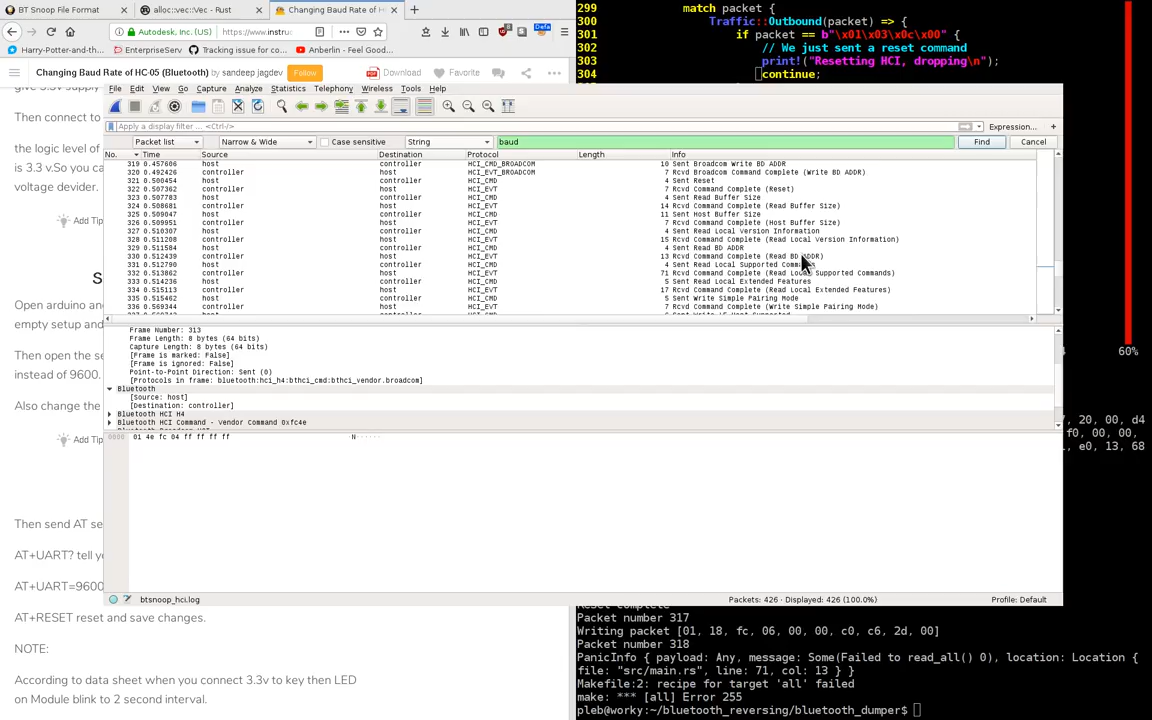 BT Snoop File Format
alloc::vec::Vec - Rust
Changing Baud Rate of HC-05
Autodesk, Inc. (US)
https://www.instru
Harry-Potter-and-th...
EnterpriseServ
Tracking issue for co...
Anberlin - Feel Good...
Changing Baud Rate of HC-05 (Bluetooth) by sandeep jagdev
Follow
Download
Favorite
Then connect to
the logic level of
is 3.3 v.So you ca
voltage devider.
Add Tip
S
Open arduino an
empty setup and
Then open the se
instead of 9600.
Also change the
Add Tip
Then send AT se
AT+UART? tell yo
AT+UART=9600
AT+RESET reset and save changes.
NOTE:
According to data sheet when you connect 3.3v to key then LED
on Module blink to 2 second interval.
299 match packet {
300 Traffic::Outbound(packet) => {
301 if packet == b"\x01\x03\x0c\x00" {
302 // We just sent a reset command
303 print!("Resetting HCI, dropping\n");
304 continue;
File Edit View Go Capture Analyze Statistics Telephony Wireless Tools Help
Apply a display filter ... <Ctrl-/>
Expression... +
Packet list Narrow & Wide Case sensitive String baud Find Cancel
No. Time Source Destination Protocol Length Info
319 0.457606 host controller HCI_CMD_BROADCOM 10 Sent Broadcom Write BD ADDR
320 0.492426 controller host HCI_EVT_BROADCOM 7 Rcvd Broadcom Command Complete (Write BD ADDR)
321 0.500454 host controller HCI_CMD 4 Sent Reset
322 0.507362 controller host HCI_EVT 7 Rcvd Command Complete (Reset)
323 0.507783 host controller HCI_CMD 4 Sent Read Buffer Size
324 0.508681 controller host HCI_EVT 14 Rcvd Command Complete (Read Buffer Size)
325 0.509047 host controller HCI_CMD 11 Sent Host Buffer Size
326 0.509951 controller host HCI_EVT 7 Rcvd Command Complete (Host Buffer Size)
327 0.510307 host controller HCI_CMD 4 Sent Read Local Version Information
328 0.511208 controller host HCI_EVT 15 Rcvd Command Complete (Read Local Version Information)
329 0.511584 host controller HCI_CMD 4 Sent Read BD ADDR
330 0.512439 controller host HCI_EVT 13 Rcvd Command Complete (Read BD ADDR)
331 0.512790 host controller HCI_CMD 4 Sent Read Local Supported Comm
332 0.513862 controller host HCI_EVT 71 Rcvd Command Complete (Read Local Supported Commands)
333 0.514236 host controller HCI_CMD 5 Sent Read Local Extended Features
334 0.515113 controller host HCI_EVT 17 Rcvd Command Complete (Read Local Extended Features)
335 0.515462 host controller HCI_CMD 5 Sent Write Simple Pairing Mode
336 0.569344 controller host HCI_EVT 7 Rcvd Command Complete (Write Simple Pairing Mode)
Frame Number: 313
Frame Length: 8 bytes (64 bits)
Capture Length: 8 bytes (64 bits)
[Frame is marked: False]
[Frame is ignored: False]
Point-to-Point Direction: Sent (0)
[Protocols in frame: bluetooth:hci_h4:bthci_cmd:bthci_vendor.broadcom]
Bluetooth
[Source: host]
[Destination: controller]
Bluetooth HCI H4
Bluetooth HCI Command - Vendor Command 0xfc4e
0000 01 4e fc 04 ff ff ff ff ·N······
btsnoop_hci.log
Packets: 426 · Displayed: 426 (100.0%)
Profile: Default
60%
, 20, 00, d4
f0, 00, 00,
, e0, 13, 68
Reset complete
Packet number 317
Writing packet [01, 18, fc, 06, 00, 00, c0, c6, 2d, 00]
Packet number 318
PanicInfo { payload: Any, message: Some(Failed to read_all() 0), location: Location {
file: "src/main.rs", line: 71, col: 13 } }
Makefile:2: recipe for target 'all' failed
make: *** [all] Error 255
pleb@worky:~/bluetooth_reversing/bluetooth_dumper$